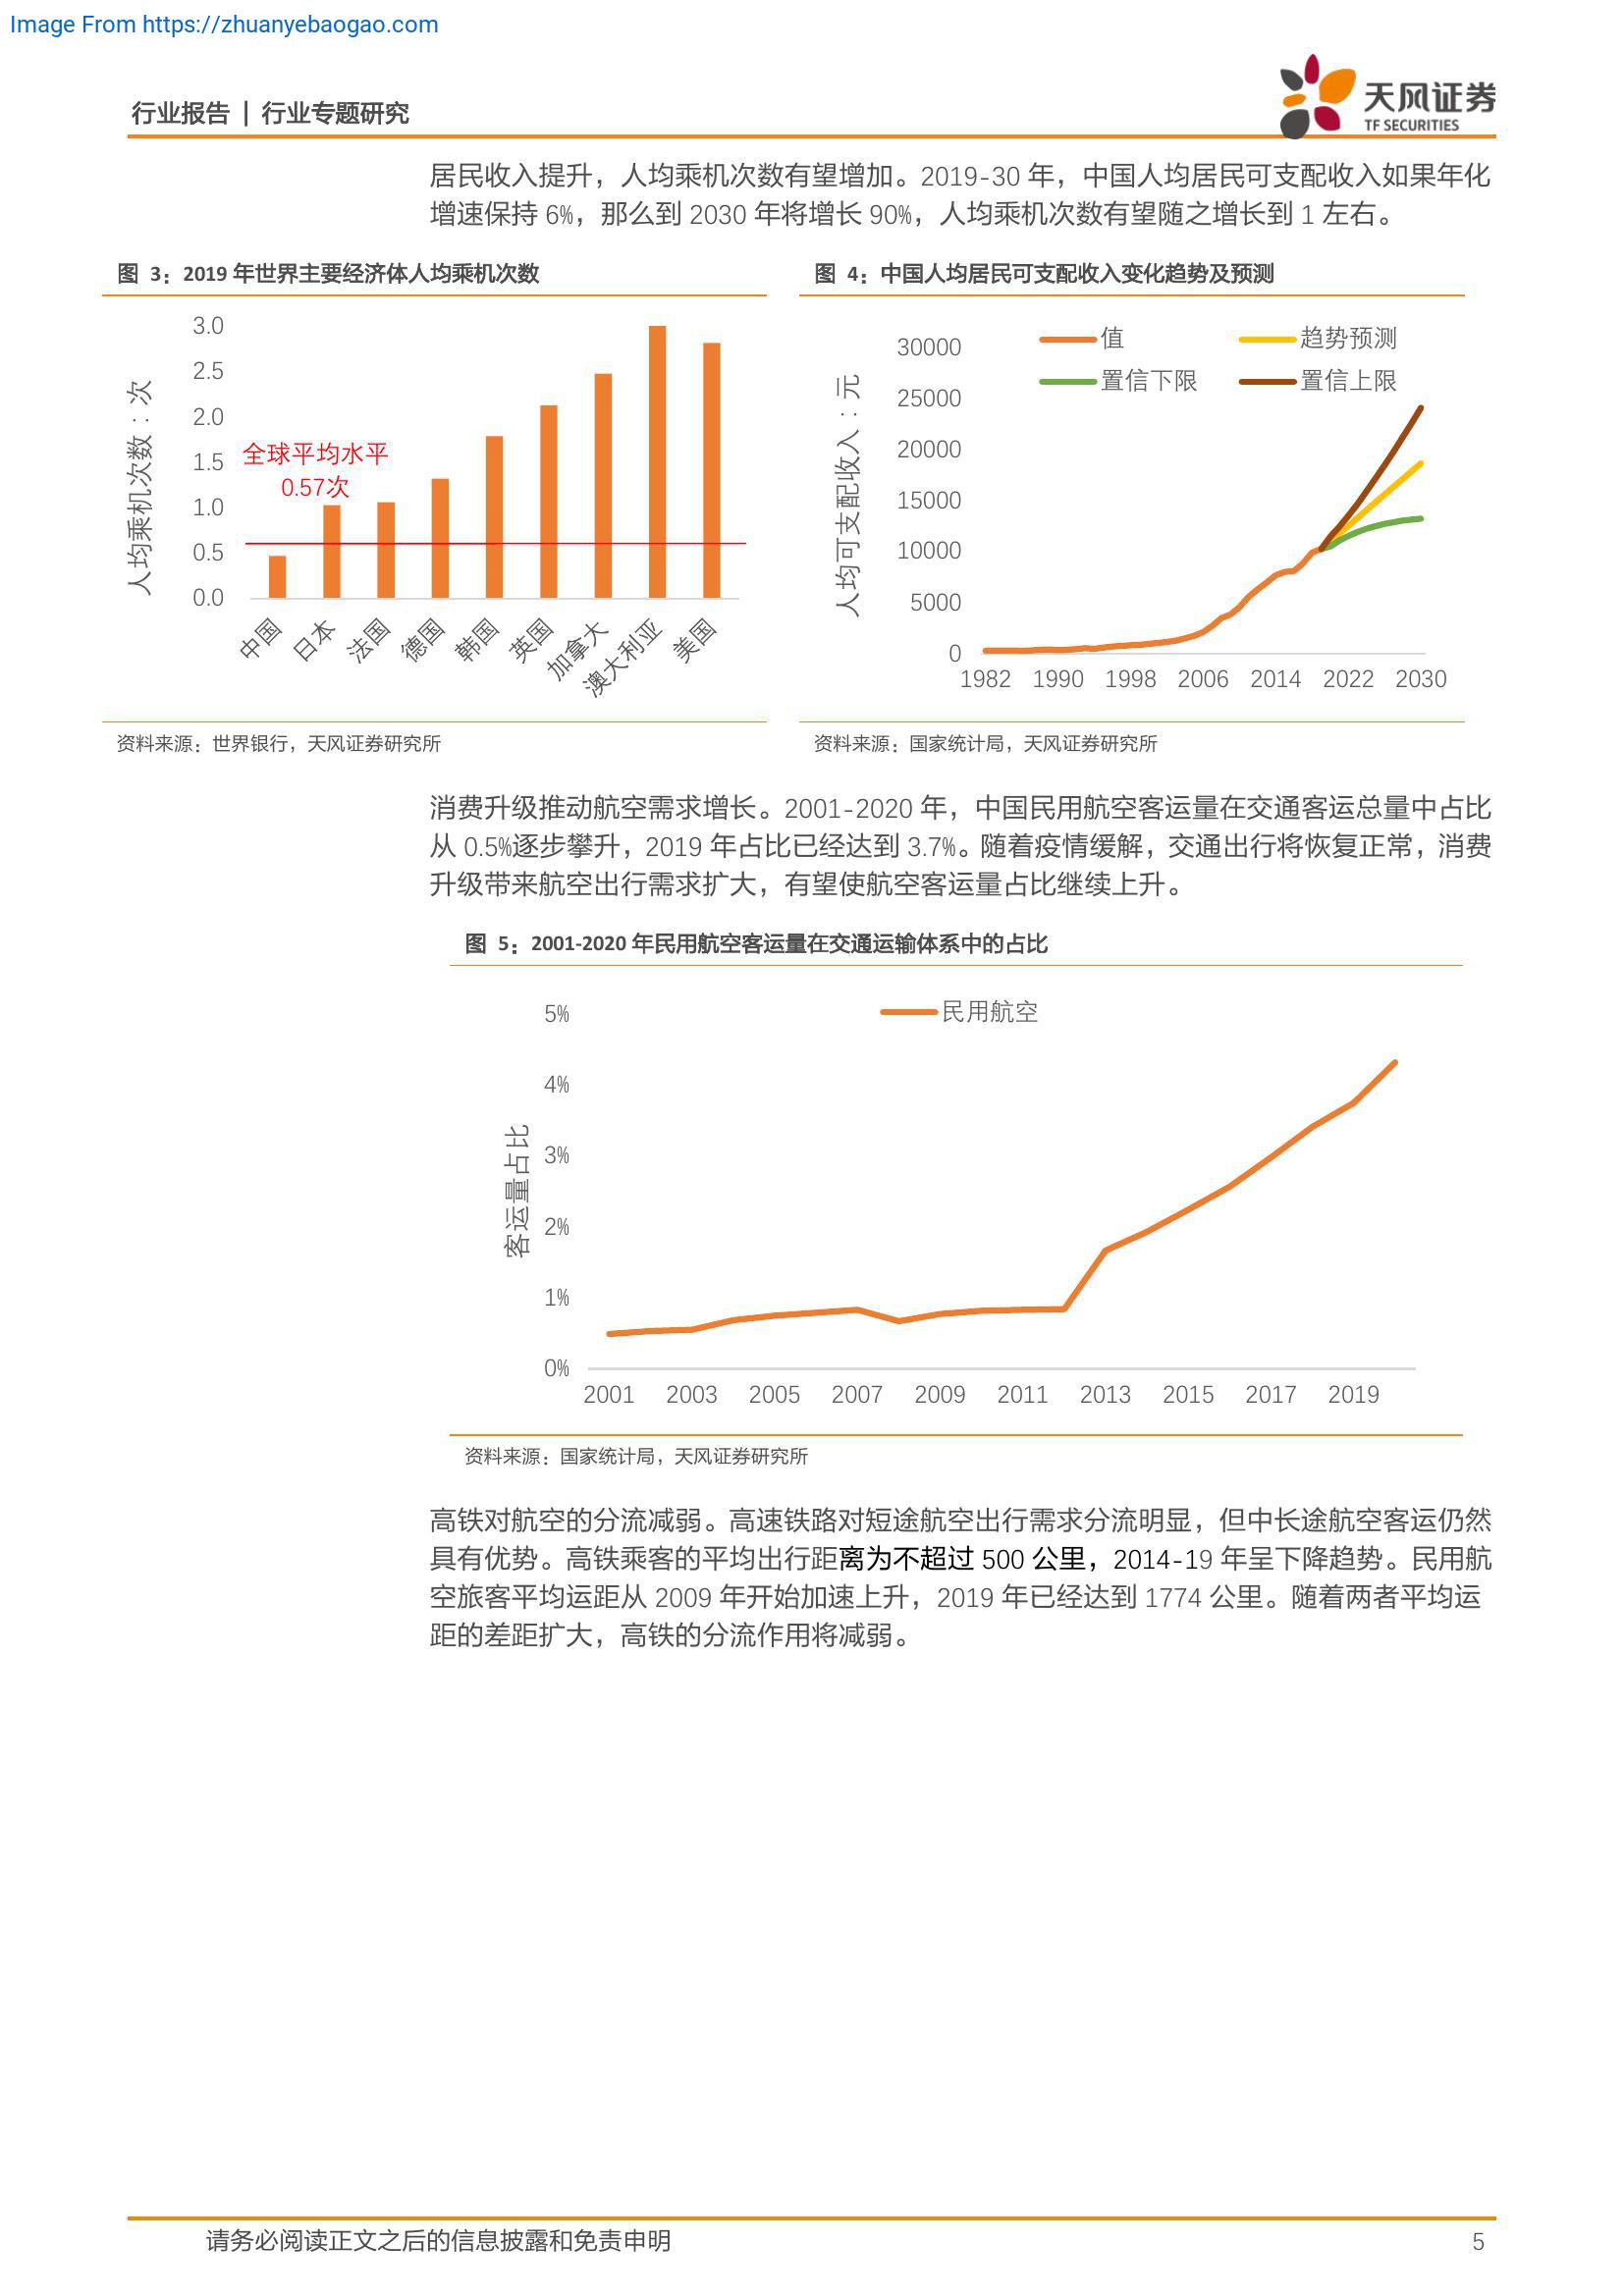 Image From https://zhuanyebaogao.com
行业报告 | 行业专题研究
天风证券
TF SECURITIES
居民收入提升，人均乘机次数有望增加。2019-30 年，中国人均居民可支配收入如果年化
增速保持 6%，那么到 2030 年将增长 90%，人均乘机次数有望随之增长到 1 左右。
图 3：2019 年世界主要经济体人均乘机次数
人均乘机次数：次
3.0
2.5
2.0
1.5
1.0
0.5
0.0
全球平均水平
0.57次
中国 日本 法国 德国 韩国 英国 加拿大 澳大利亚 美国
资料来源：世界银行，天风证券研究所
图 4：中国人均居民可支配收入变化趋势及预测
人均可支配收入：元
值 趋势预测
置信下限 置信上限
30000
25000
20000
15000
10000
5000
0
1982 1990 1998 2006 2014 2022 2030
资料来源：国家统计局，天风证券研究所
消费升级推动航空需求增长。2001-2020 年，中国民用航空客运量在交通客运总量中占比
从 0.5%逐步攀升，2019 年占比已经达到 3.7%。随着疫情缓解，交通出行将恢复正常，消费
升级带来航空出行需求扩大，有望使航空客运量占比继续上升。
图 5：2001-2020 年民用航空客运量在交通运输体系中的占比
民用航空
客运量占比
5%
4%
3%
2%
1%
0%
2001 2003 2005 2007 2009 2011 2013 2015 2017 2019
资料来源：国家统计局，天风证券研究所
高铁对航空的分流减弱。高速铁路对短途航空出行需求分流明显，但中长途航空客运仍然
具有优势。高铁乘客的平均出行距离为不超过 500 公里，2014-19 年呈下降趋势。民用航
空旅客平均运距从 2009 年开始加速上升，2019 年已经达到 1774 公里。随着两者平均运
距的差距扩大，高铁的分流作用将减弱。
请务必阅读正文之后的信息披露和免责申明
5